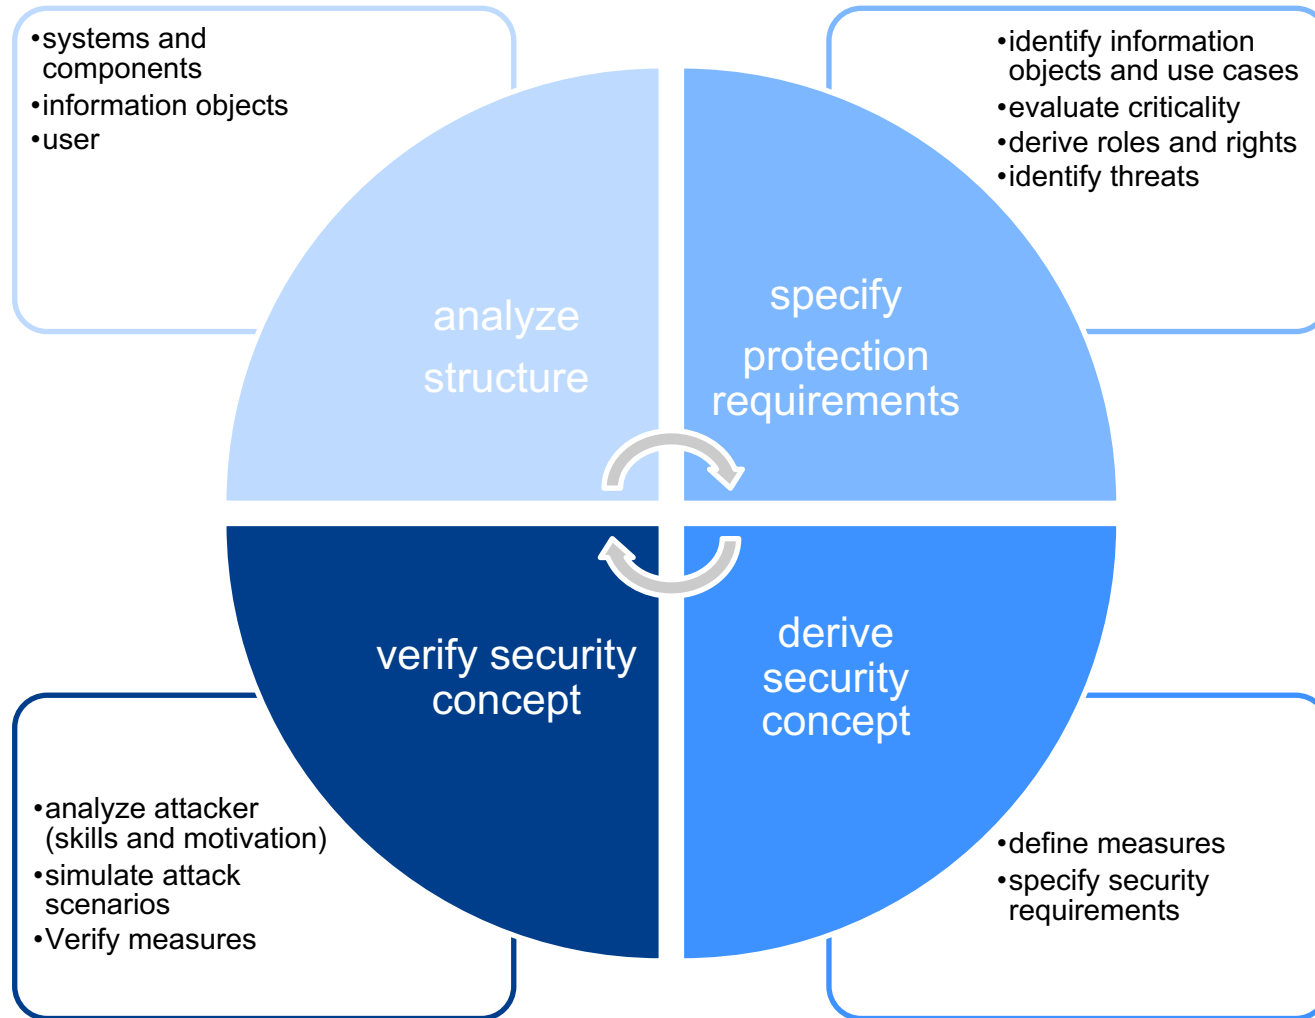 •systems and
components
•information objects
•user
•identify information
objects and use cases
•evaluate criticality
•derive roles and rights
•identify threats
analyze
structure
specify
protection
requirements
verify security
concept
derive
security
concept
•analyze attacker
(skills and motivation)
•simulate attack
scenarios
•Verify measures
•define measures
•specify security
requirements